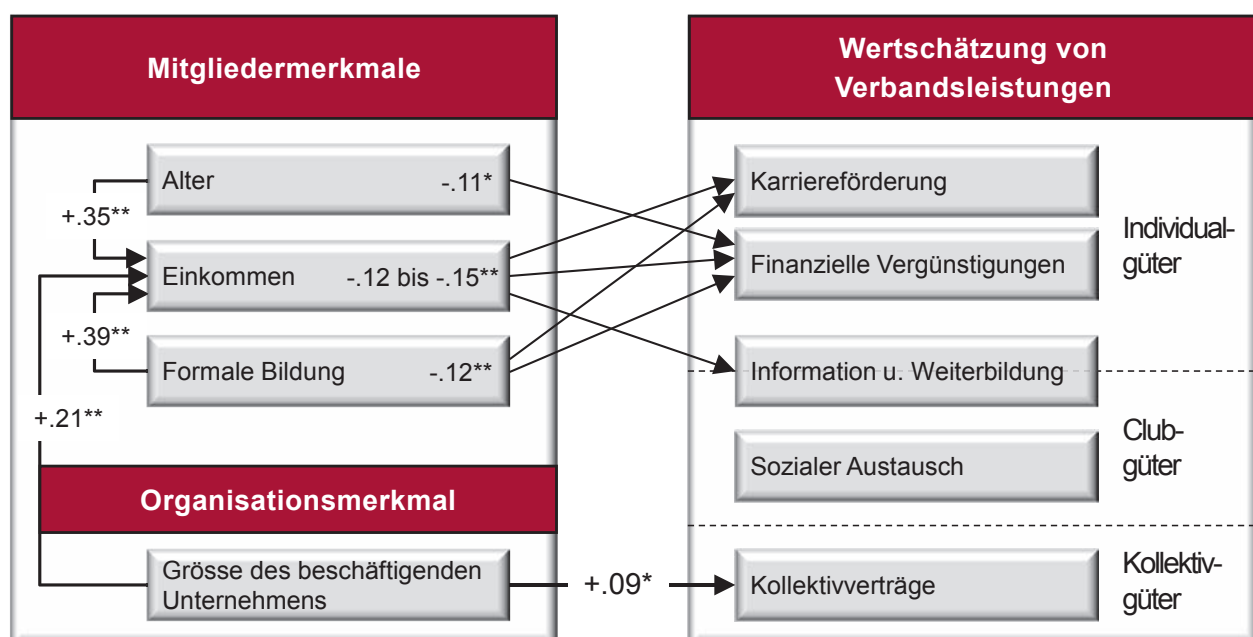 Mitgliedermerkmale
Alter -.11*
+.35**
Einkommen -.12 bis -.15**
+.39**
Formale Bildung -.12**
+.21**
Organisationsmerkmal
Grösse des beschäftigenden
Unternehmens
+.09*
Wertschätzung von
Verbandsleistungen
Karriereförderung
Finanzielle Vergünstigungen
Individual-
güter
Information u. Weiterbildung
Sozialer Austausch
Club-
güter
Kollektivverträge
Kollektiv-
güter